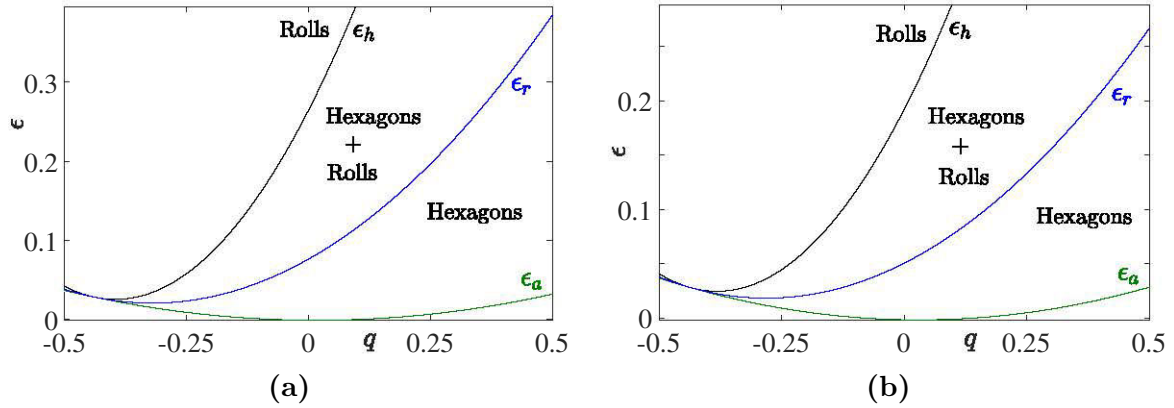 Rolls ϵh
0.3
ϵr
ϵ
Hexagons
+
Rolls
0.2
Hexagons
0.1
ϵa
0
-0.5 -0.25 0 q 0.25 0.5
(a)
Rolls ϵh
0.2
ϵr
Hexagons
ϵ
+
Rolls
0.1
Hexagons
ϵa
0
-0.5 -0.25 0 q 0.25 0.5
(b)